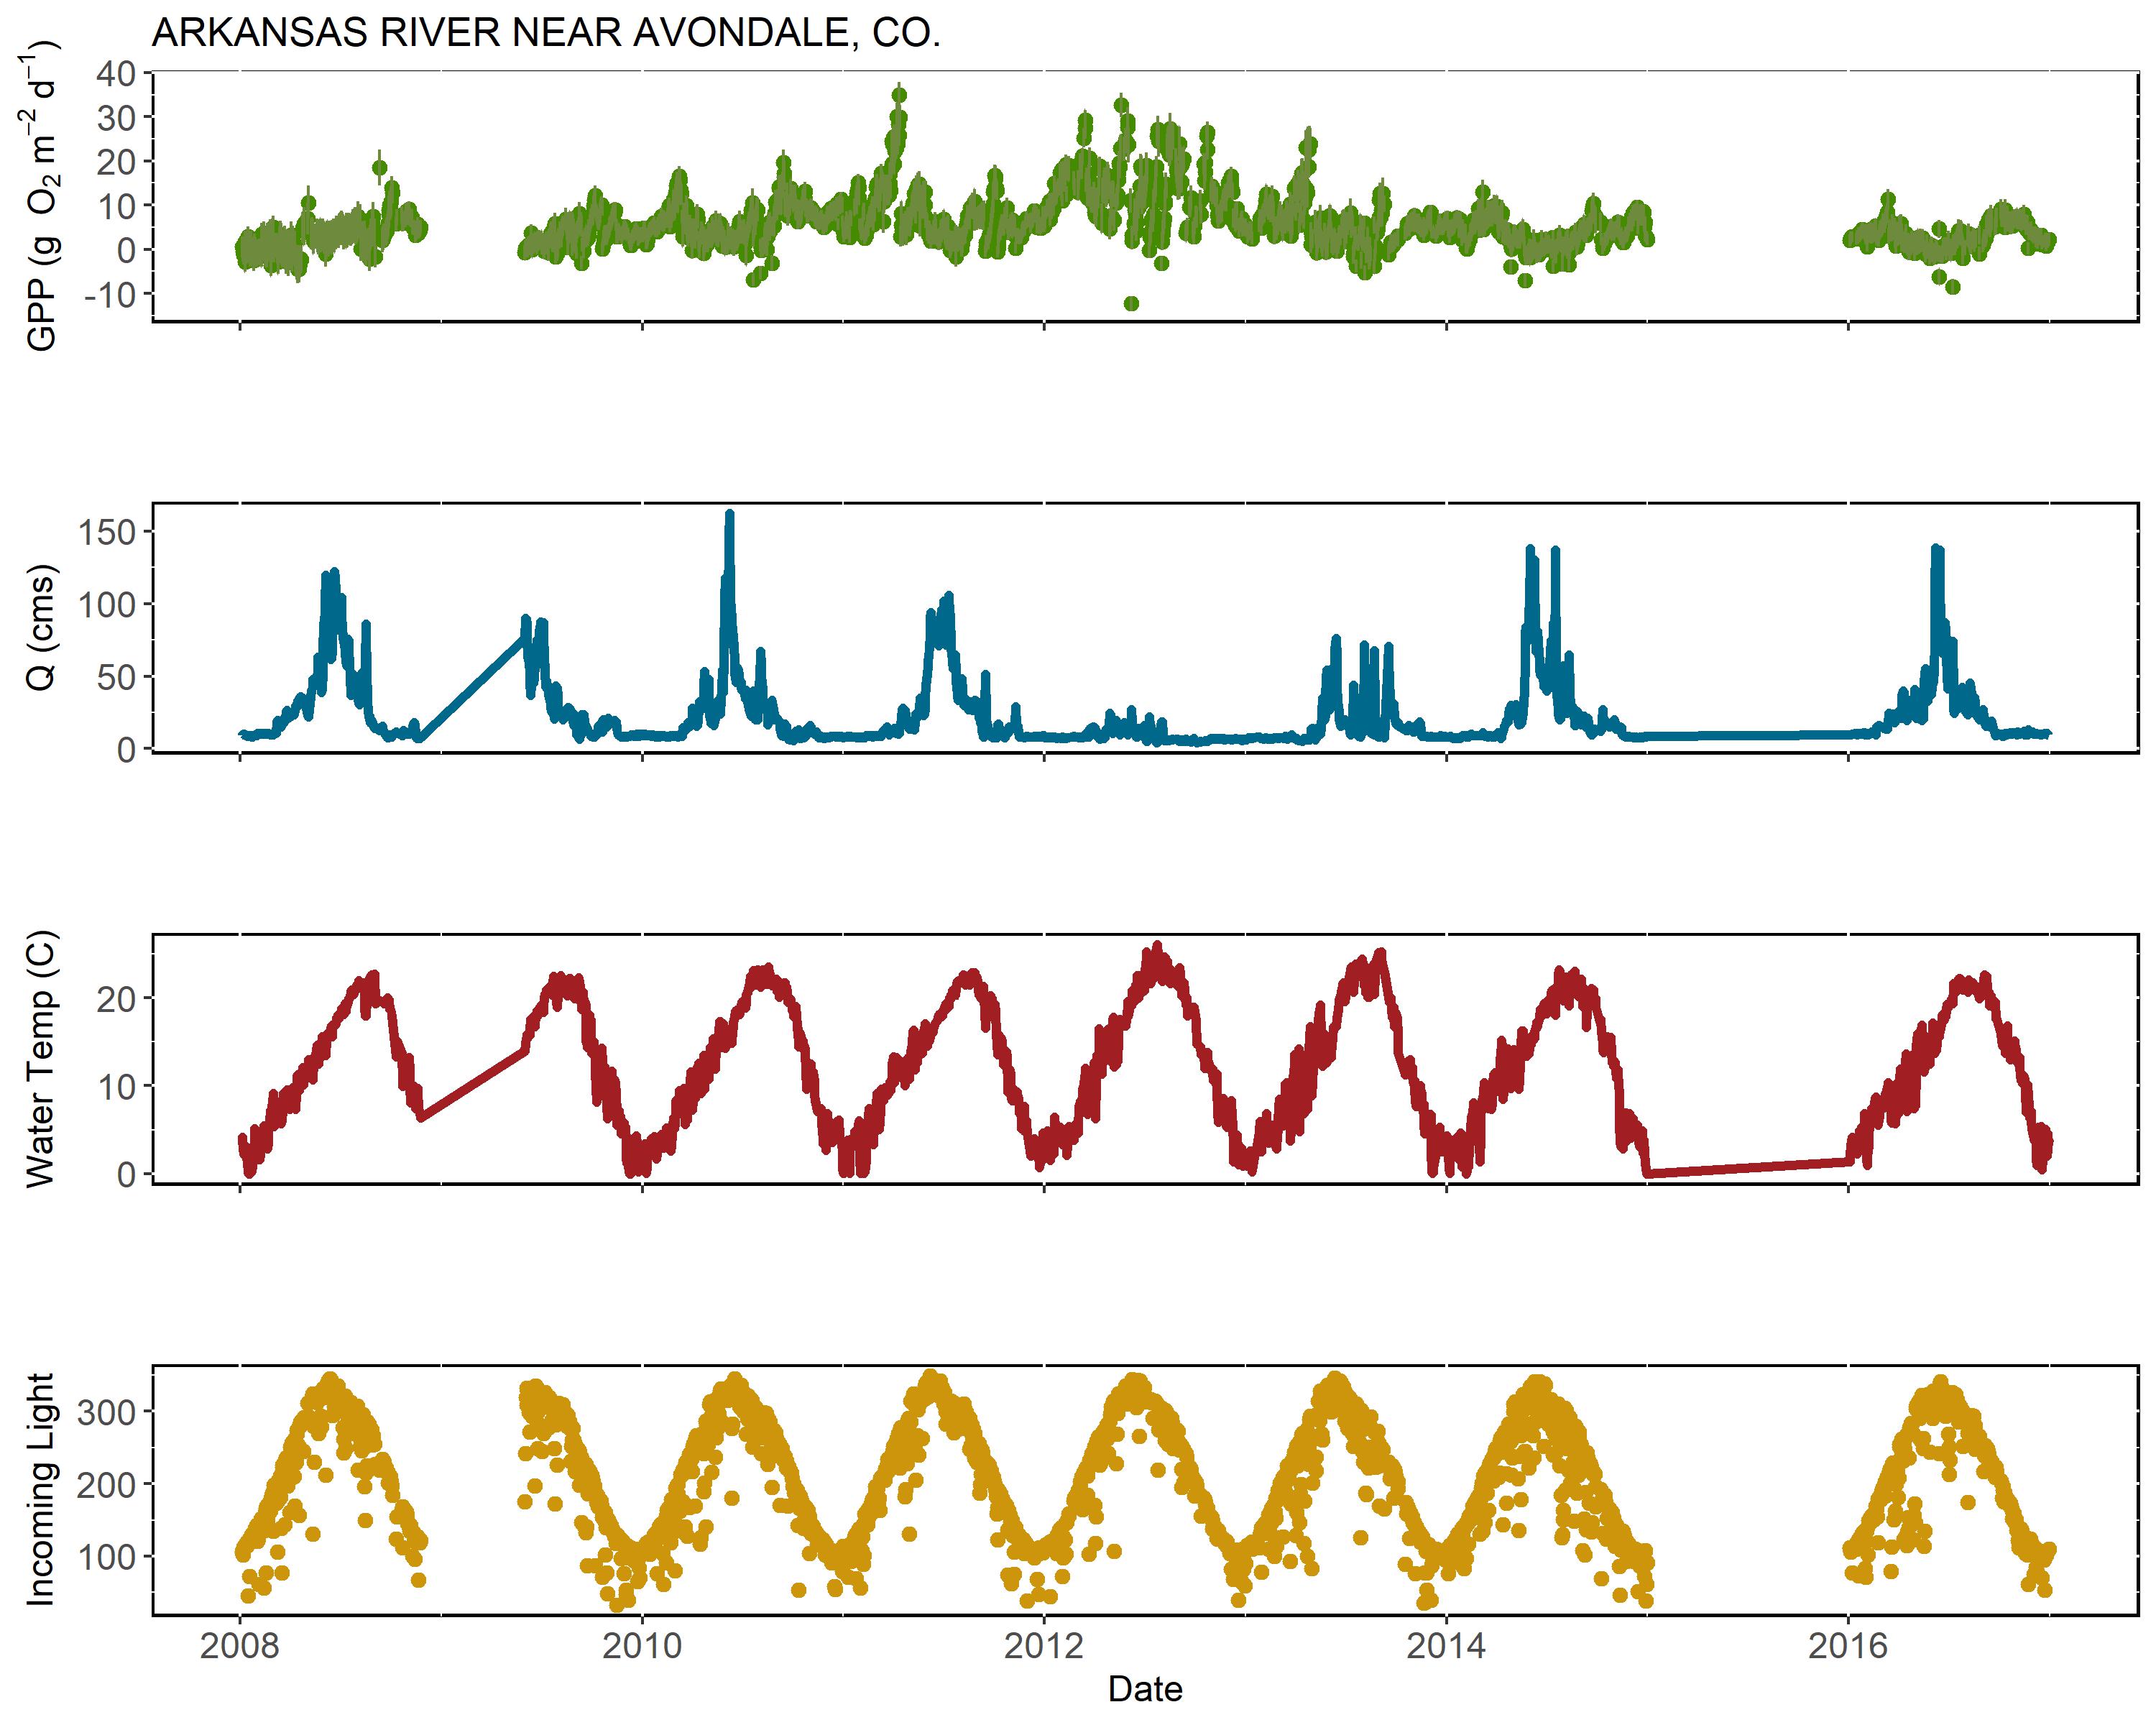 ARKANSAS RIVER NEAR AVONDALE, CO.
GPP (g O₂ m⁻² d⁻¹)
40
30
20
10
0
-10
Q (cms)
150
100
50
0
Water Temp (C)
20
10
0
Incoming Light
300
200
100
2008 2010 2012 2014 2016
Date